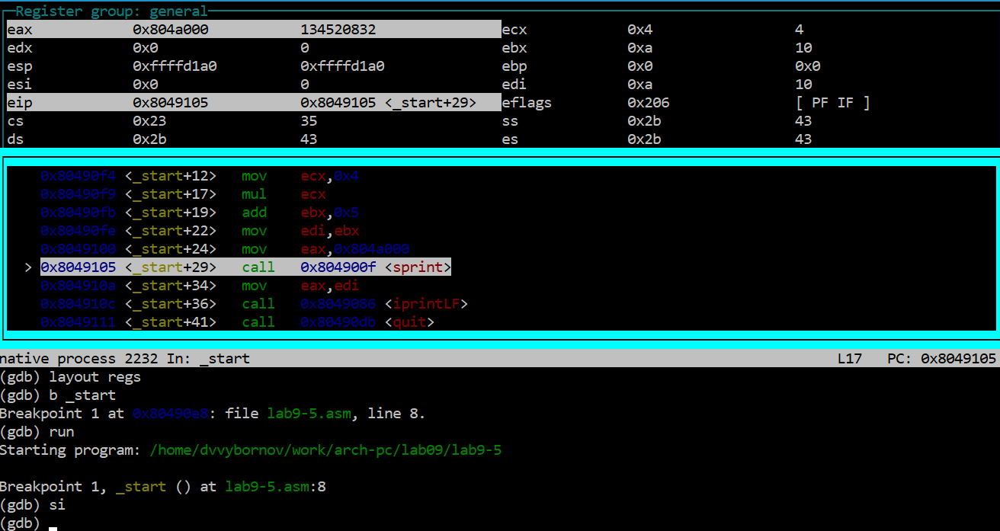 Register group: general
eax 0x804a000 134520832 ecx 0x4 4
edx 0x0 0 ebx 0xa 10
esp 0xffffd1a0 0xffffd1a0 ebp 0x0 0x0
esi 0x0 0 edi 0xa 10
eip 0x8049105 0x8049105 <_start+29> eflags 0x206 [ PF IF ]
cs 0x23 35 ss 0x2b 43
ds 0x2b 43 es 0x2b 43
0x80490f4 <_start+12> mov ecx,0x4
0x80490f9 <_start+17> mul ecx
0x80490fb <_start+19> add ebx,0x5
0x80490fe <_start+22> mov edi,ebx
0x8049100 <_start+24> mov eax,0x804a000
> 0x8049105 <_start+29> call 0x804900f <sprint>
0x804910a <_start+34> mov eax,edi
0x804910c <_start+36> call 0x8049086 <iprintLF>
0x8049111 <_start+41> call 0x80490db <quit>
native process 2232 In: _start L17 PC: 0x8049105
(gdb) layout regs
(gdb) b _start
Breakpoint 1 at 0x80490e8: file lab9-5.asm, line 8.
(gdb) run
Starting program: /home/dvvybornov/work/arch-pc/lab09/lab9-5
Breakpoint 1, _start () at lab9-5.asm:8
(gdb) si
(gdb)